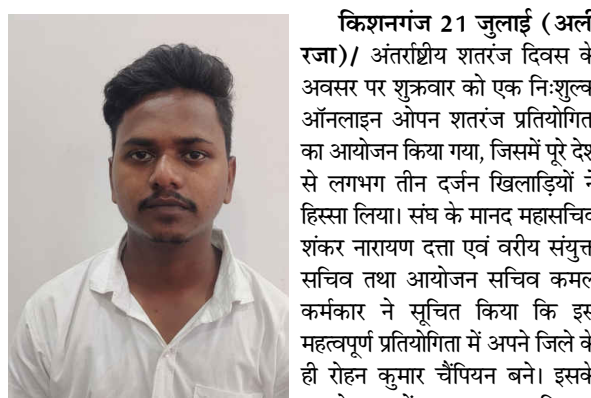 किशनगंज 21 जुलाई (अली
रजा)/ अंतर्राष्ट्रीय शतरंज दिवस के
अवसर पर शुक्रवार को एक निःशुल्क
ऑनलाइन ओपन शतरंज प्रतियोगिता
का आयोजन किया गया, जिसमें पूरे देश
से लगभग तीन दर्जन खिलाड़ियों ने
हिस्सा लिया। संघ के मानद महासचिव
शंकर नारायण दत्ता एवं वरीय संयुक्त
सचिव तथा आयोजन सचिव कमल
कर्मकार ने सूचित किया कि इस
महत्वपूर्ण प्रतियोगिता में अपने जिले के
ही रोहन कुमार चैंपियन बने। इसके